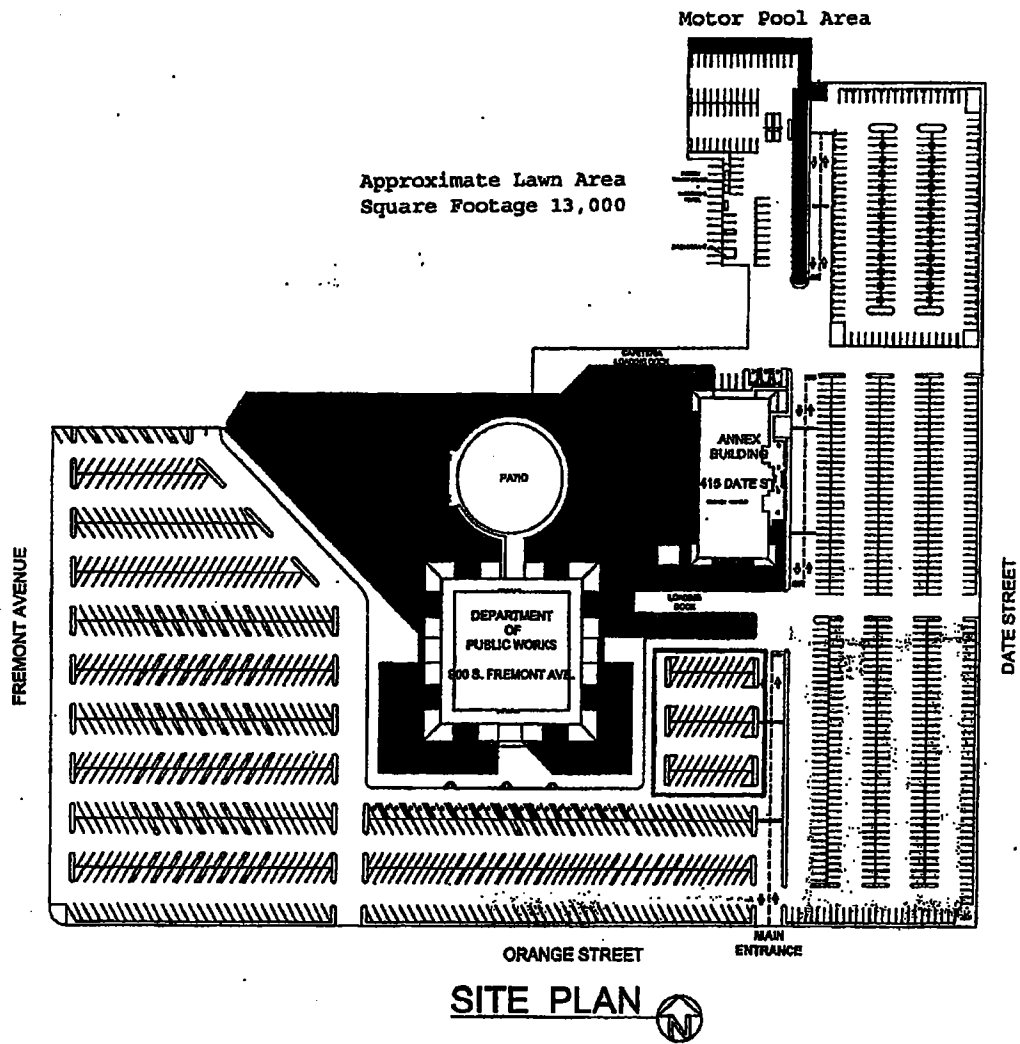 Motor Pool Area
Approximate Lawn Area
Square Footage 13,000
CAFETERIA
LOADING DOCK
ANNEX
BUILDING
415 DATE ST
PATIO
LOADING
DOCK
DEPARTMENT
OF
PUBLIC WORKS
900 S. FREMONT AVE.
FREMONT AVENUE
DATE STREET
MAIN
ENTRANCE
ORANGE STREET
SITE PLAN
N